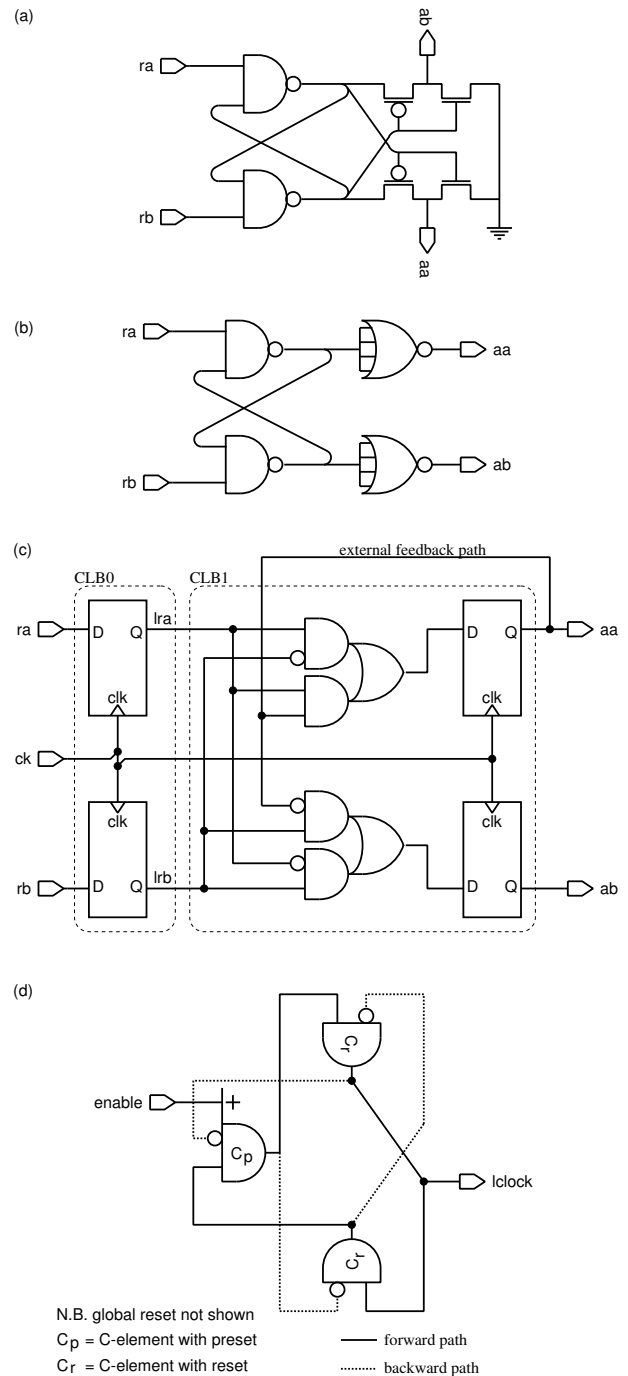 (a)
ab
ra
rb
aa
(b)
ra
aa
rb
ab
(c)
external feedback path
CLB0
CLB1
ra
D
Q
lra
D
Q
aa
clk
clk
ck
clk
clk
rb
D
Q
lrb
D
Q
ab
(d)
Cr
enable
+
Cp
lclock
Cr
N.B. global reset not shown
Cp = C-element with preset
forward path
Cr = C-element with reset
backward path